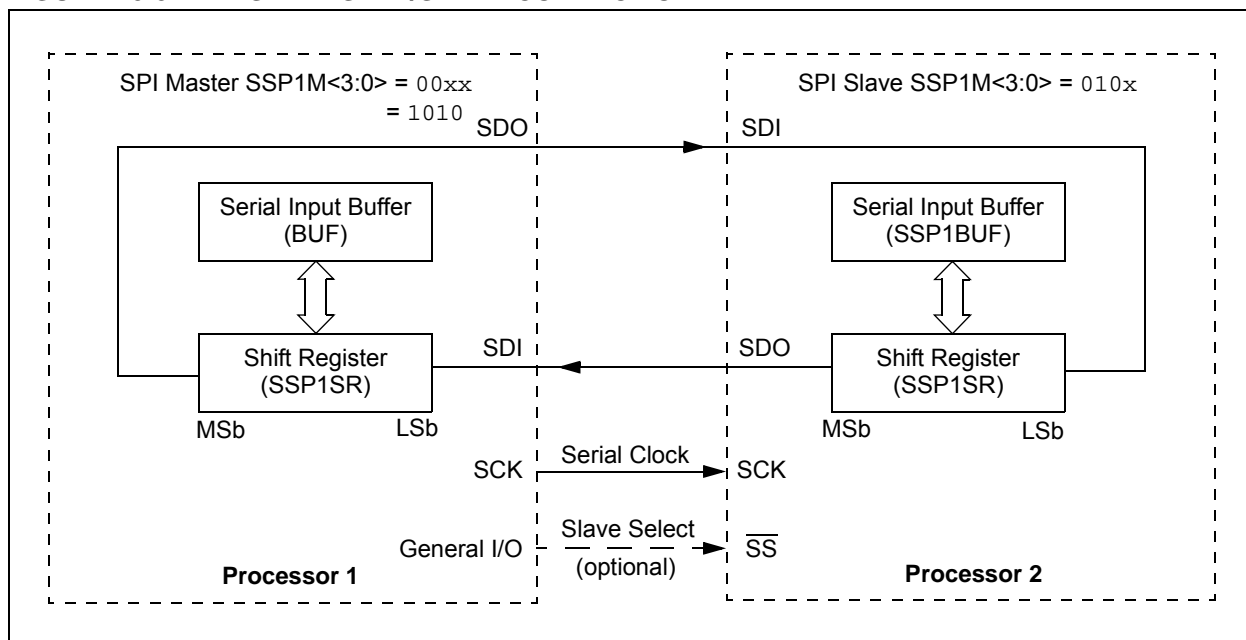 SPI Master SSP1M<3:0> = 00xx
= 1010
SPI Slave SSP1M<3:0> = 010x
SDO
SDI
Serial Input Buffer
(BUF)
Serial Input Buffer
(SSP1BUF)
SDI
SDO
Shift Register
(SSP1SR)
Shift Register
(SSP1SR)
MSb
LSb
MSb
LSb
SCK
Serial Clock
SCK
General I/O
Slave Select
(optional)
S̅S̅
Processor 1
Processor 2